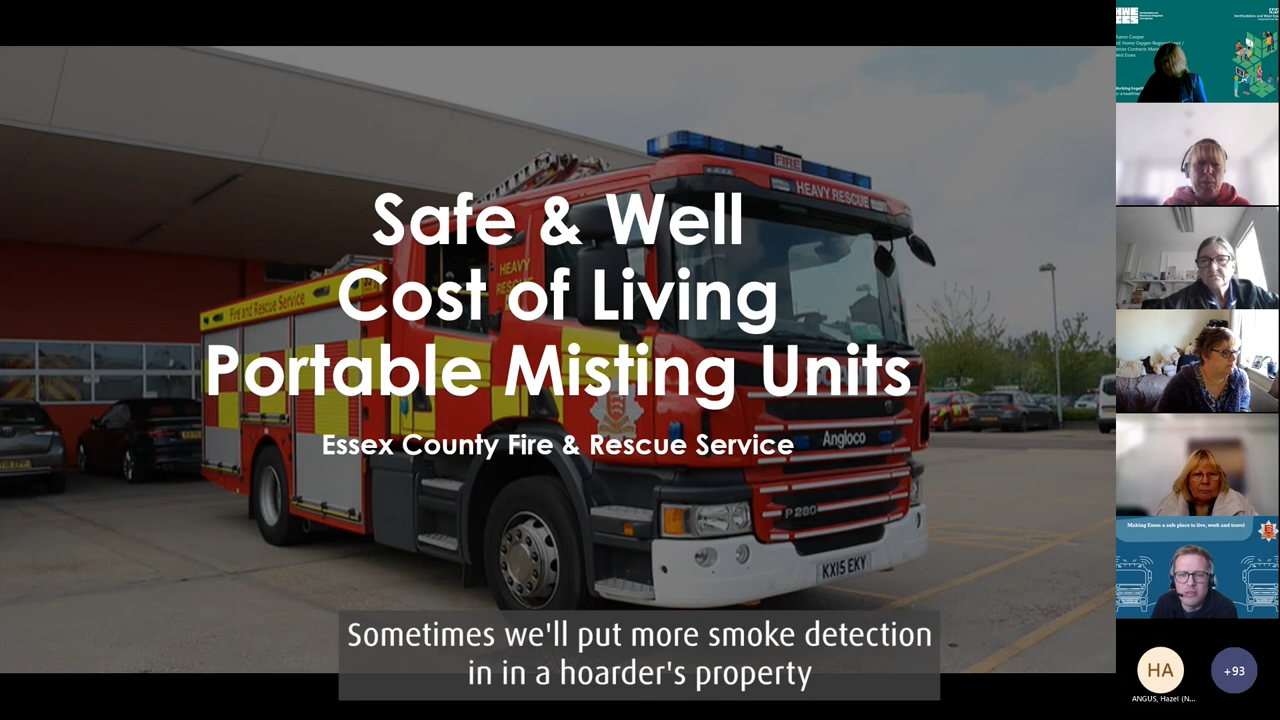 Safe & Well
Cost of Living
Portable Misting Units
Essex County Fire & Rescue Service
FIRE
HEAVY RESCUE
HEAVY
Fire and Rescue Service
Angloco
P 280
KX15 EKY
Sometimes we'll put more smoke detection
in in a hoarder's property
Making Essex a safe place to live, work and travel
HA
+93
ANGUS, Hazel (N...